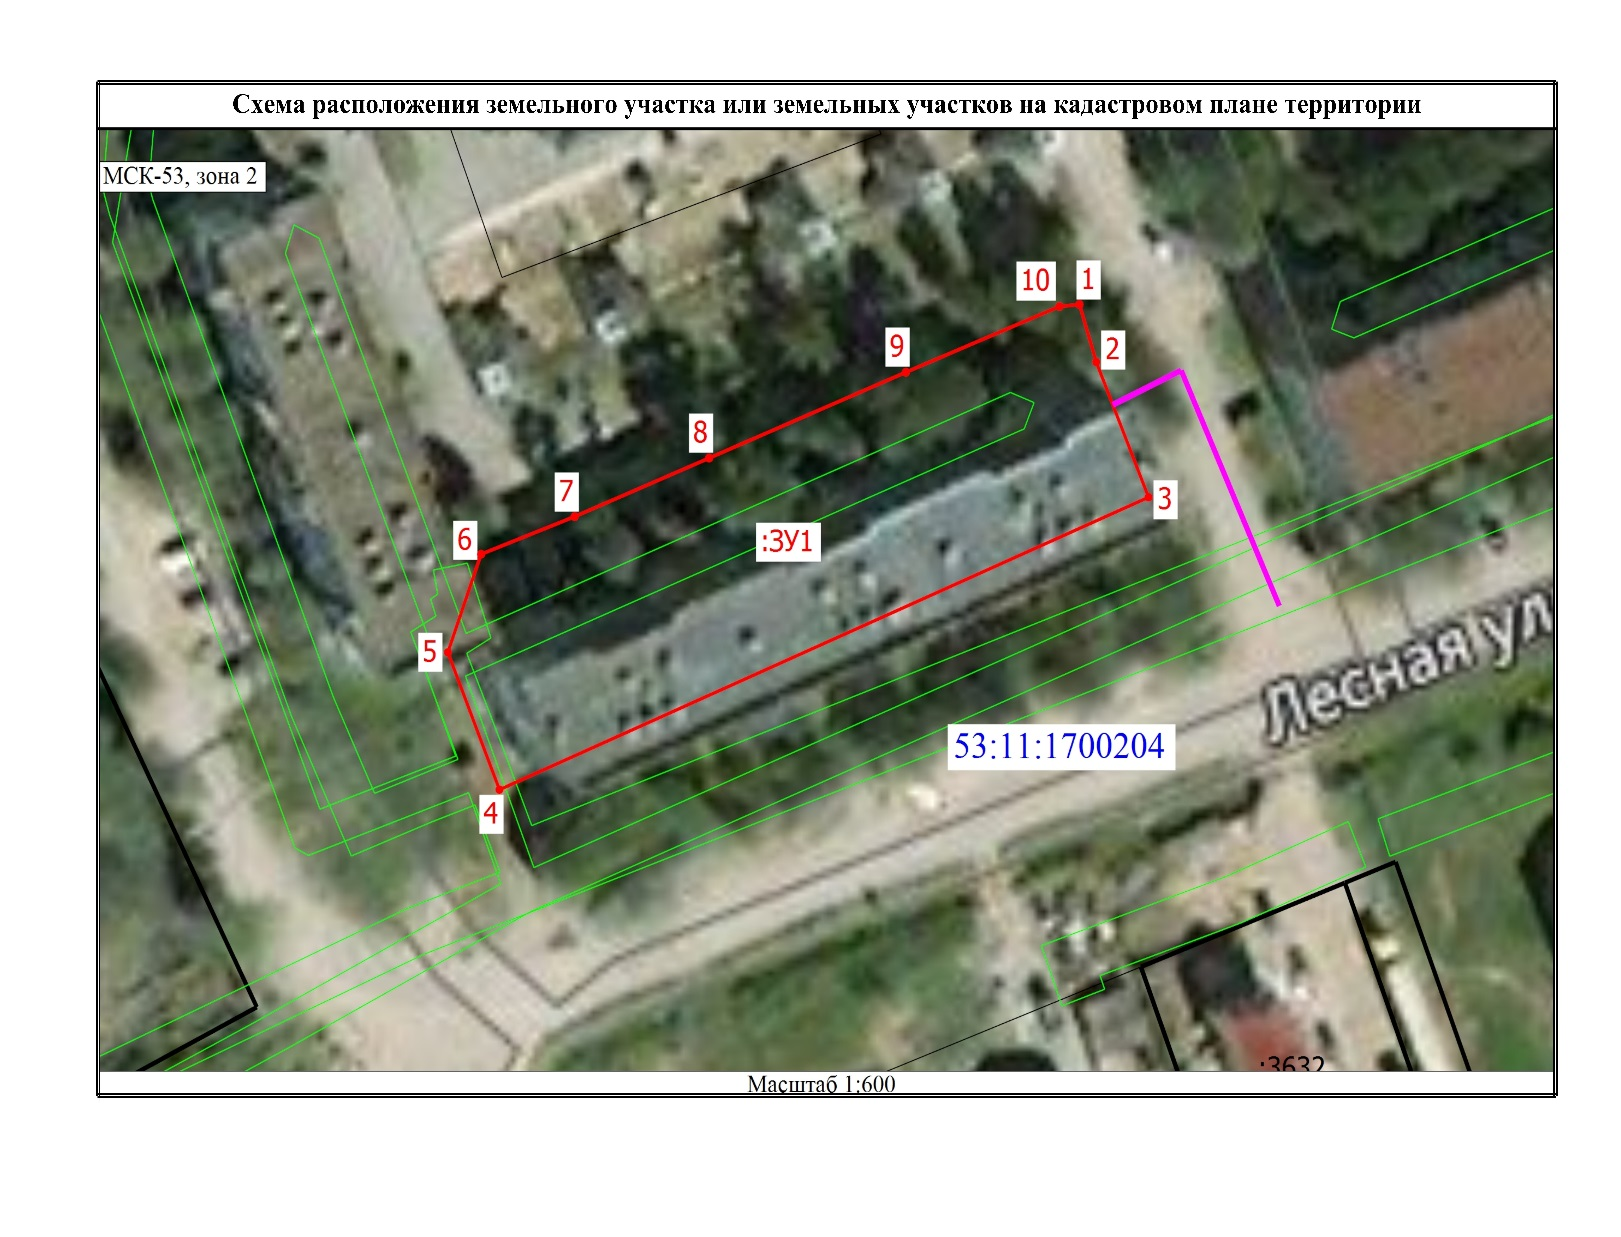 Схема расположения земельного участка или земельных участков на кадастровом плане территории
МСК-53, зона 2
10
1
2
9
8
7
3
6
:ЗУ1
5
4
53:11:1700204
Лесная ул
:3632
Масштаб 1:600